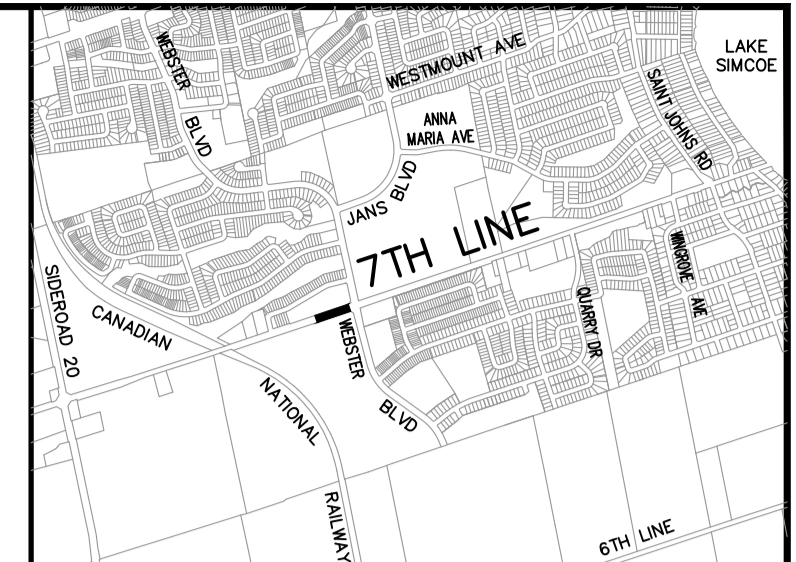 WEBSTER
BLVD
WESTMOUNT AVE
LAKE
SIMCOE
ANNA
MARIA AVE
SAINT JOHNS RD
JANS BLVD
7TH LINE
WINGROVE AVE
SIDEROAD 20
CANADIAN
NATIONAL
RAILWAY
WEBSTER
BLVD
QUARRY DR
6TH LINE